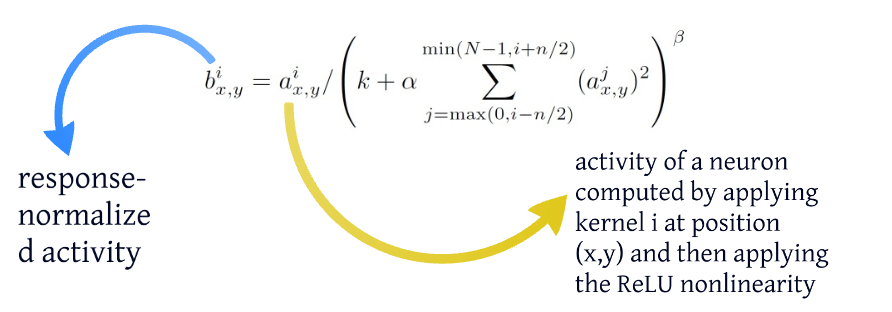 b^i_{x,y} = a^i_{x,y} / ( k + α ∑_{j=max(0,i−n/2)}^{min(N−1,i+n/2)} (a^j_{x,y})^2 )^β
response-
normalize
d activity
activity of a neuron
computed by applying
kernel i at position
(x,y) and then applying
the ReLU nonlinearity